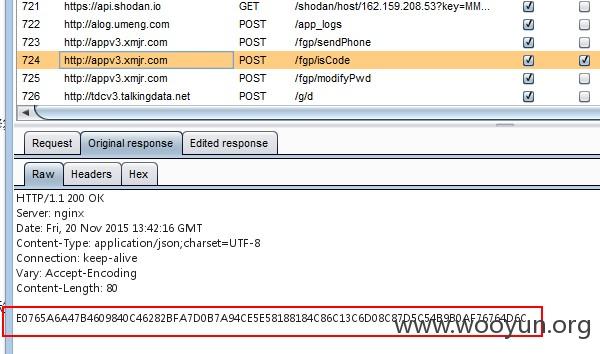 721 https://api.shodan.io GET /shodan/host/162.159.208.53?key=MM...
722 http://alog.umeng.com POST /app_logs
723 http://appv3.xmjr.com POST /fgp/sendPhone
724 http://appv3.xmjr.com POST /fgp/isCode
725 http://appv3.xmjr.com POST /fgp/modifyPwd
726 http://tdcv3.talkingdata.net POST /g/d
Request Original response Edited response
Raw Headers Hex
HTTP/1.1 200 OK
Server: nginx
Date: Fri, 20 Nov 2015 13:42:16 GMT
Content-Type: application/json;charset=UTF-8
Connection: keep-alive
Vary: Accept-Encoding
Content-Length: 80
E0765A6A47B4609840C46282BFA7D0B7A94CE5E58188184C86C13C6D08C87D5C54B9B0AF76764D6C
www.wooyun.org